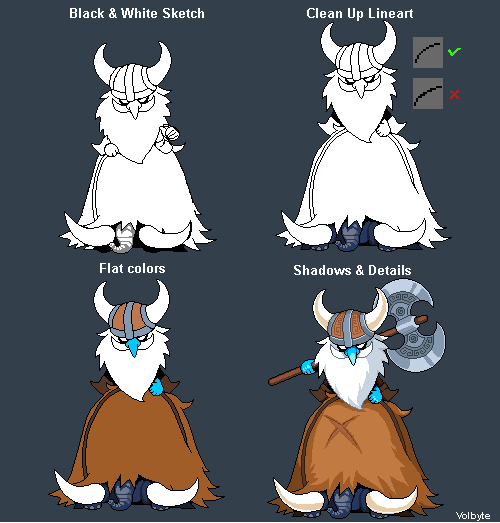 Black & White Sketch
Clean Up Lineart
Flat colors
Shadows & Details
Volbyte